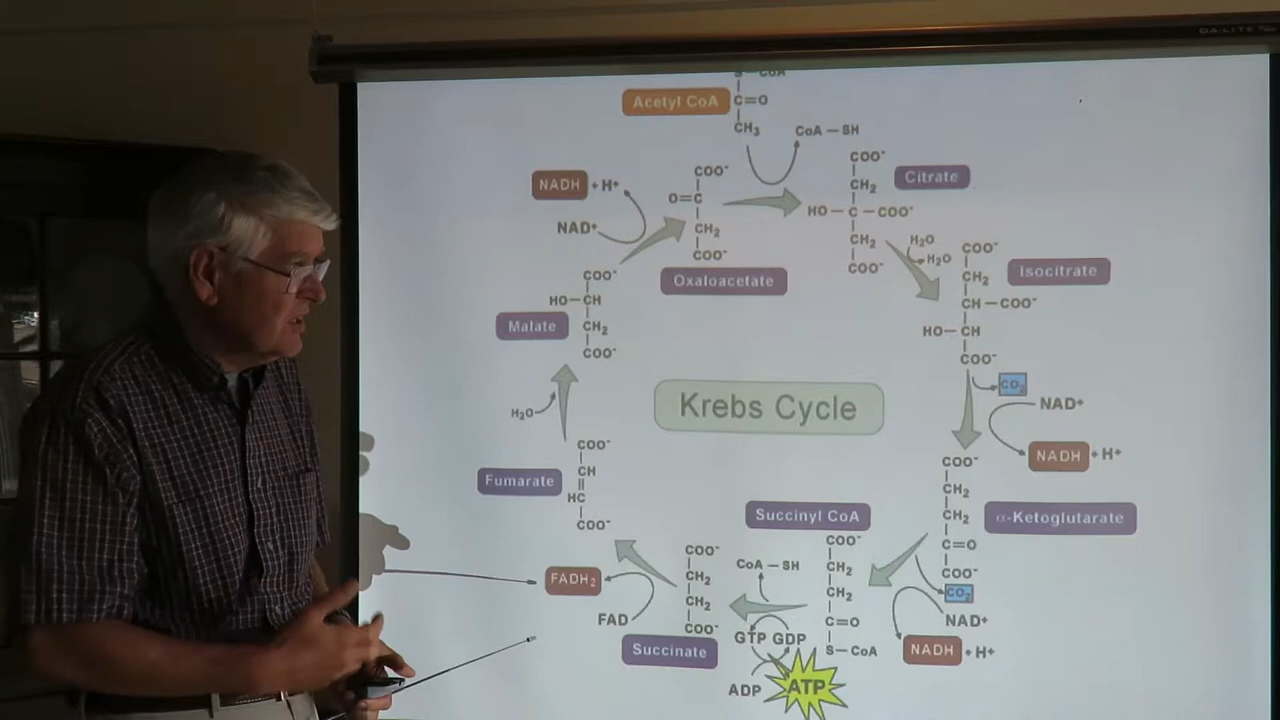 DA-LITE
S-CoA
Acetyl CoA
C=O
CH₃
CoA — SH
COO⁻
Citrate
CH₂
HO — C — COO⁻
CH₂
COO⁻
NADH + H⁺
NAD⁺
COO⁻
O=C
CH₂
COO⁻
Oxaloacetate
H₂O
H₂O
COO⁻
CH₂
Isocitrate
CH — COO⁻
HO — CH
COO⁻
COO⁻
HO — CH
Malate
CH₂
COO⁻
CO₂
NAD⁺
NADH + H⁺
Krebs Cycle
H₂O
COO⁻
CH
Fumarate
HC
COO⁻
COO⁻
CH₂
CH₂
α-Ketoglutarate
C=O
COO⁻
CO₂
NAD⁺
NADH + H⁺
Succinyl CoA
COO⁻
CH₂
CH₂
C=O
S — CoA
CoA — SH
GTP GDP
ADP
ATP
COO⁻
CH₂
CH₂
COO⁻
Succinate
FADH₂
FAD